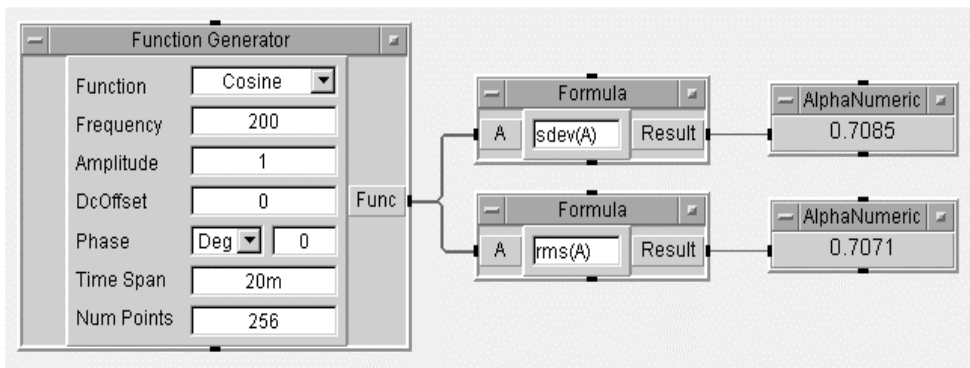 Function Generator
Function Cosine
Frequency 200
Amplitude 1
DcOffset 0
Phase Deg 0
Time Span 20m
Num Points 256
Func
Formula
A sdev(A) Result
AlphaNumeric
0.7085
Formula
A rms(A) Result
AlphaNumeric
0.7071